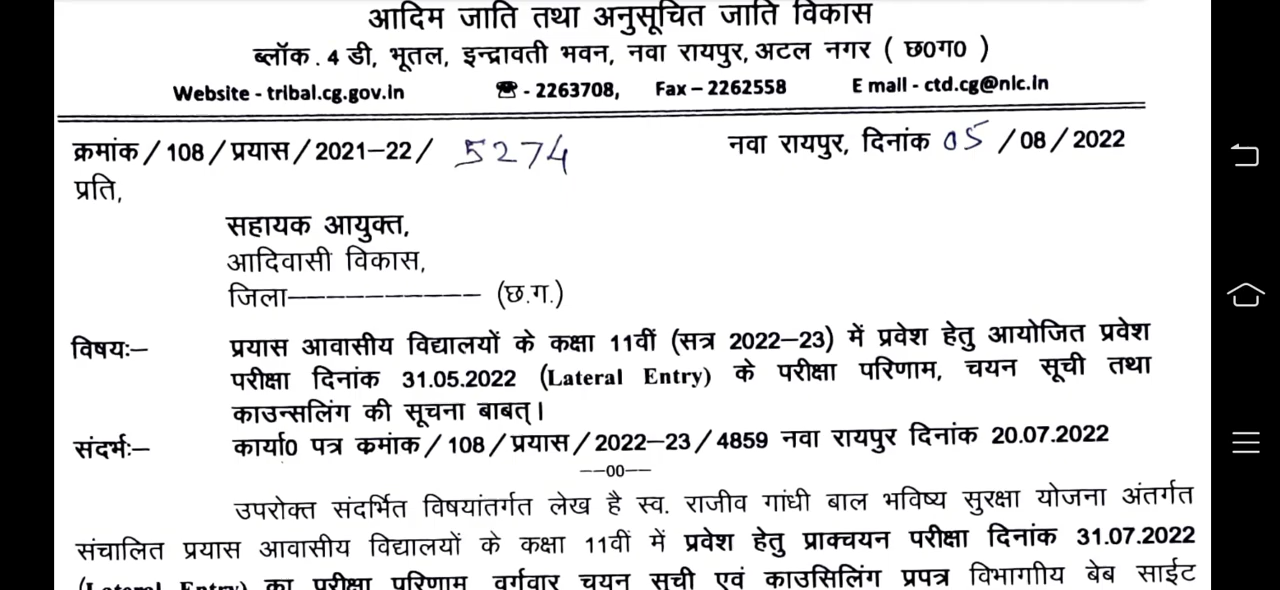 आदिम जाति तथा अनुसूचित जाति विकास
ब्लॉक. 4 डी, भूतल, इन्द्रावती भवन, नवा रायपुर, अटल नगर ( छ0ग0 )
Website - tribal.cg.gov.in ☎ - 2263708, Fax – 2262558 E mail - ctd.cg@nic.in
क्रमांक / 108 / प्रयास / 2021–22 / 5274 नवा रायपुर, दिनांक 05 / 08 / 2022
प्रति,
सहायक आयुक्त,
आदिवासी विकास,
जिला––––––––––– (छ.ग.)
विषयः– प्रयास आवासीय विद्यालयों के कक्षा 11वीं (सत्र 2022–23) में प्रवेश हेतु आयोजित प्रवेश
परीक्षा दिनांक 31.05.2022 (Lateral Entry) के परीक्षा परिणाम, चयन सूची तथा
काउन्सलिंग की सूचना बाबत्।
संदर्भः– कार्या0 पत्र कमांक / 108 / प्रयास / 2022–23 / 4859 नवा रायपुर दिनांक 20.07.2022
––00––
उपरोक्त संदर्भित विषयांतर्गत लेख है स्व. राजीव गांधी बाल भविष्य सुरक्षा योजना अंतर्गत
संचालित प्रयास आवासीय विद्यालयों के कक्षा 11वीं में प्रवेश हेतु प्राक्चयन परीक्षा दिनांक 31.07.2022
(Lateral Entry) का परीक्षा परिणाम, वर्गवार चयन सूची एवं काउसिलिंग प्रपत्र विभागीय बेब साईट